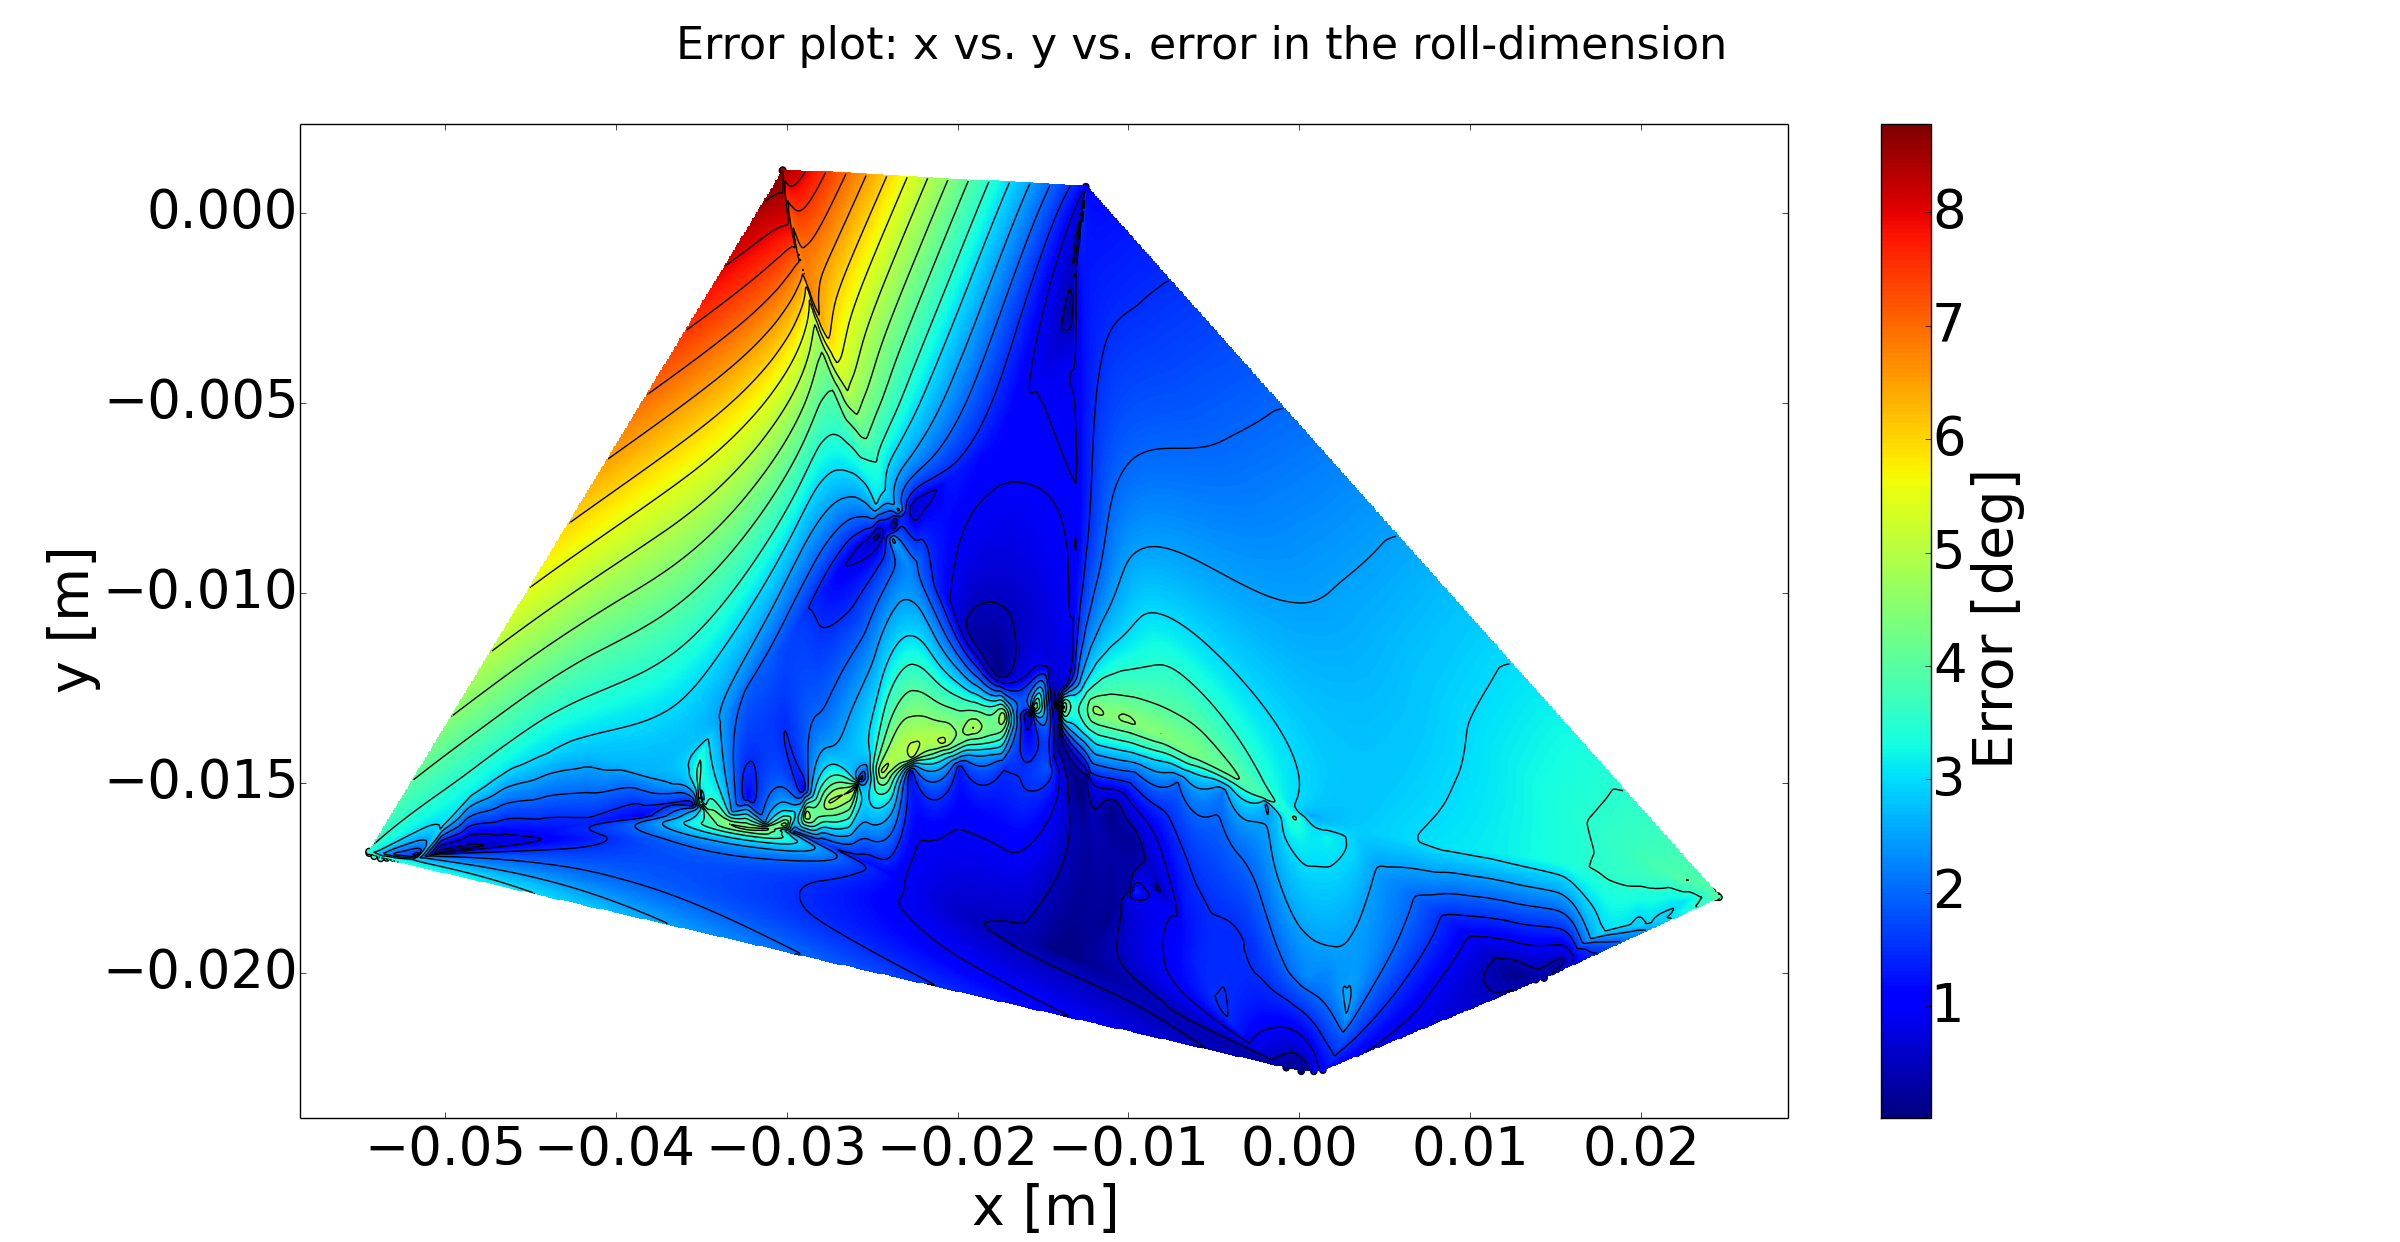 Error plot: x vs. y vs. error in the roll-dimension
0.000
−0.005
−0.010
−0.015
−0.020
y [m]
−0.05 −0.04 −0.03 −0.02 −0.01 0.00 0.01 0.02
x [m]
8
7
6
5
4
3
2
1
Error [deg]